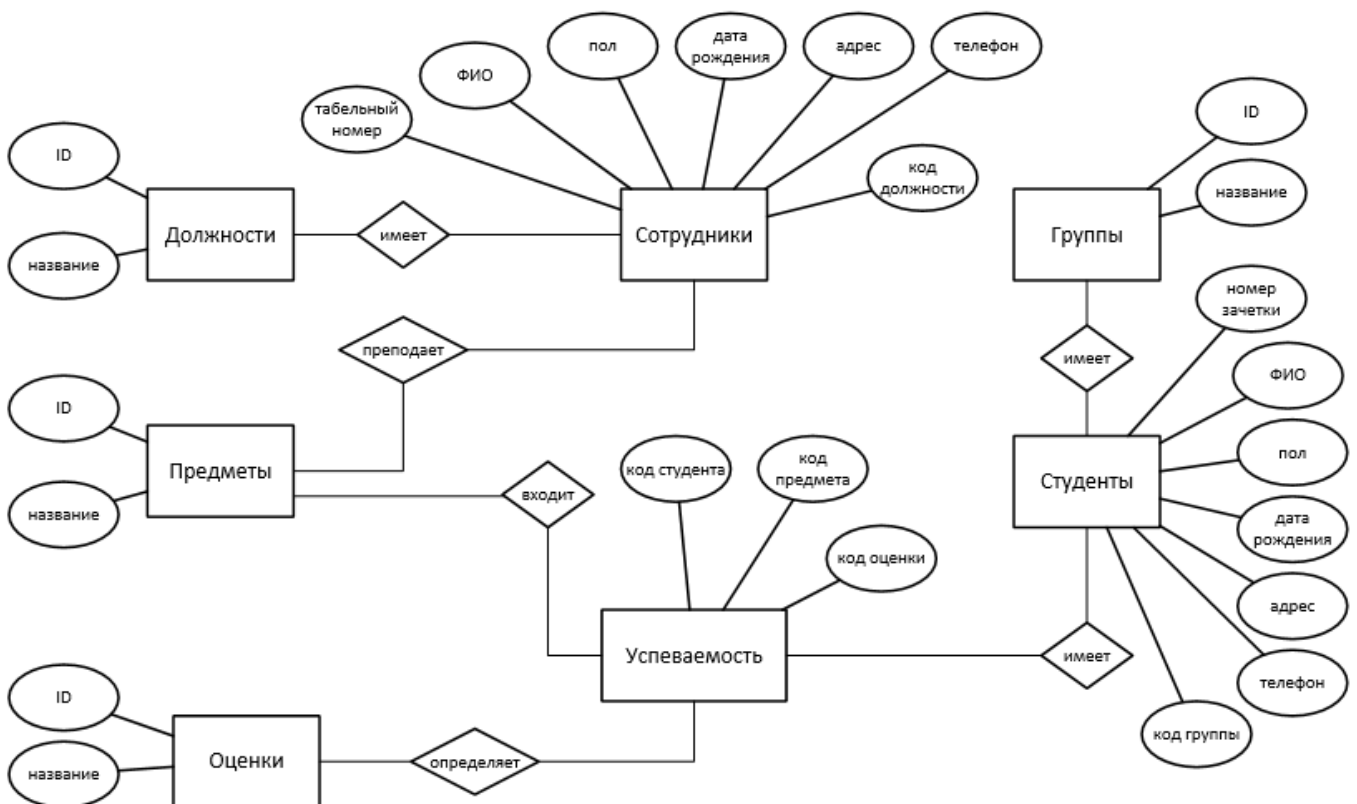 пол
дата
рождения
адрес
телефон
ФИО
табельный
номер
ID
ID
код
должности
название
Должности
имеет
Сотрудники
Группы
название
номер
зачетки
преподает
имеет
ФИО
ID
пол
Предметы
код студента
код
предмета
Студенты
название
входит
дата
рождения
код оценки
адрес
Успеваемость
имеет
ID
телефон
код группы
Оценки
определяет
название